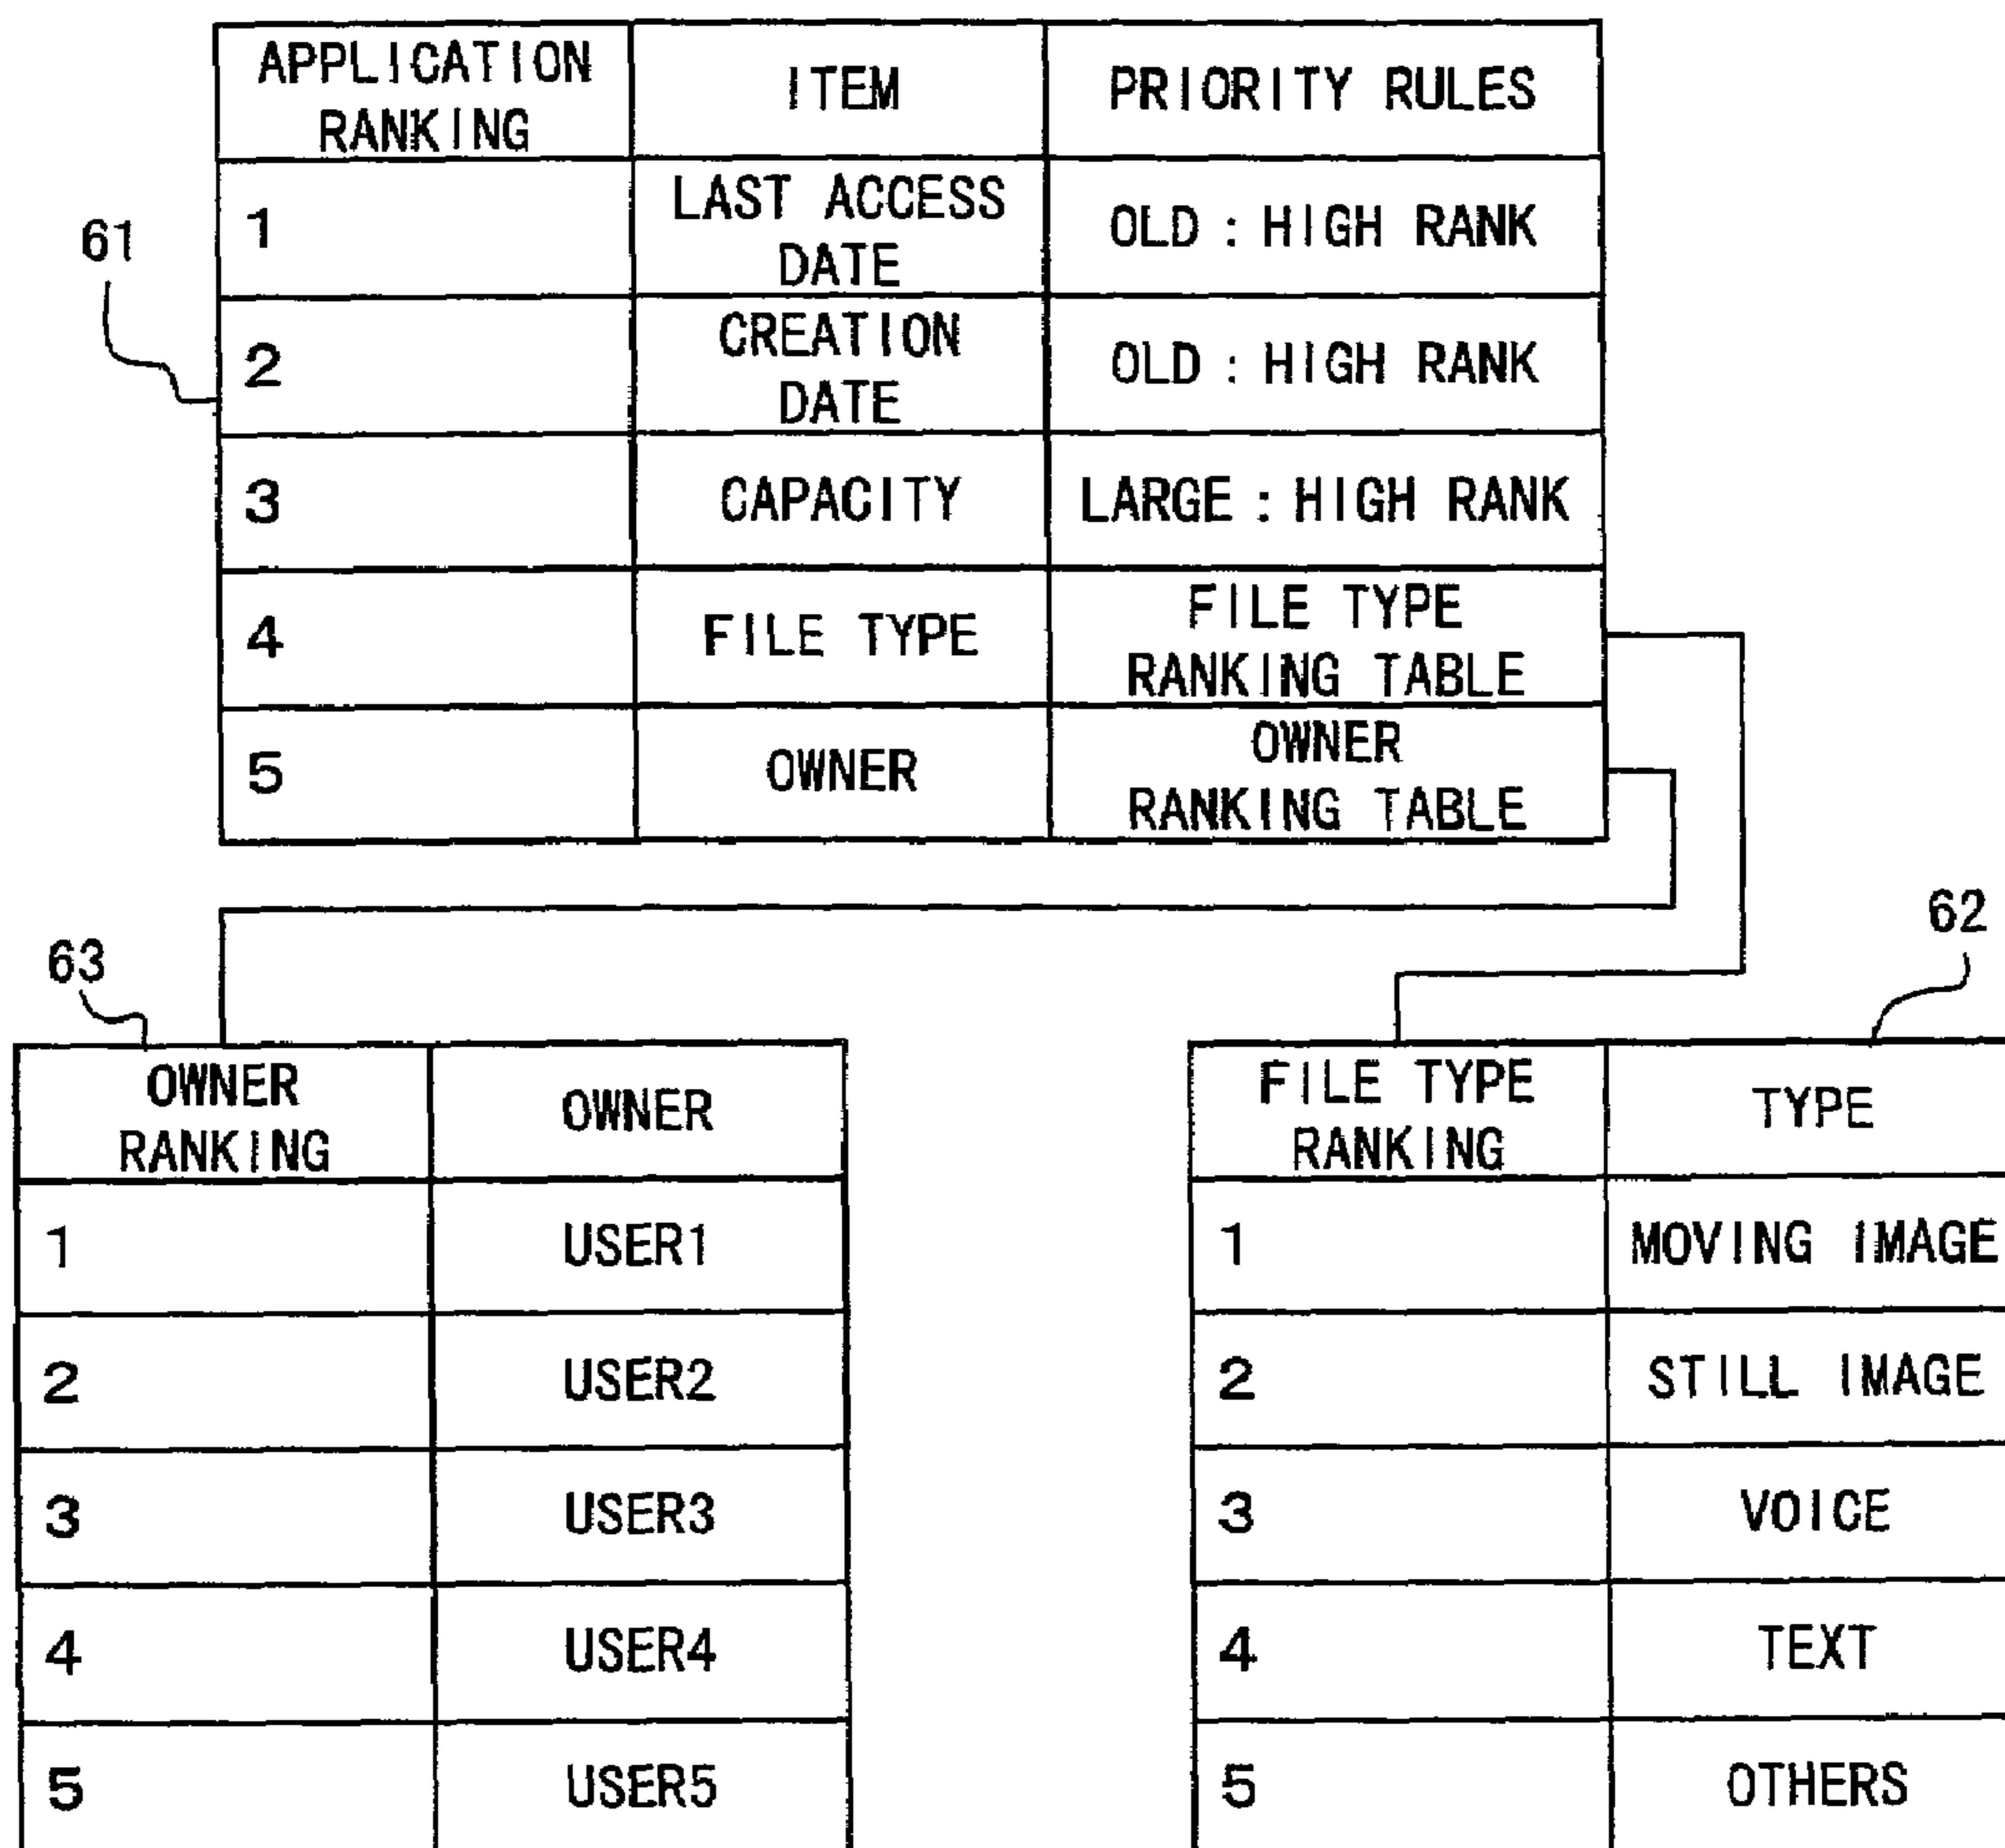 APPLICATION RANKING ITEM PRIORITY RULES
61
1 LAST ACCESS DATE OLD : HIGH RANK
2 CREATION DATE OLD : HIGH RANK
3 CAPACITY LARGE : HIGH RANK
4 FILE TYPE FILE TYPE RANKING TABLE
5 OWNER OWNER RANKING TABLE
63
OWNER RANKING OWNER
1 USER1
2 USER2
3 USER3
4 USER4
5 USER5
62
FILE TYPE RANKING TYPE
1 MOVING IMAGE
2 STILL IMAGE
3 VOICE
4 TEXT
5 OTHERS